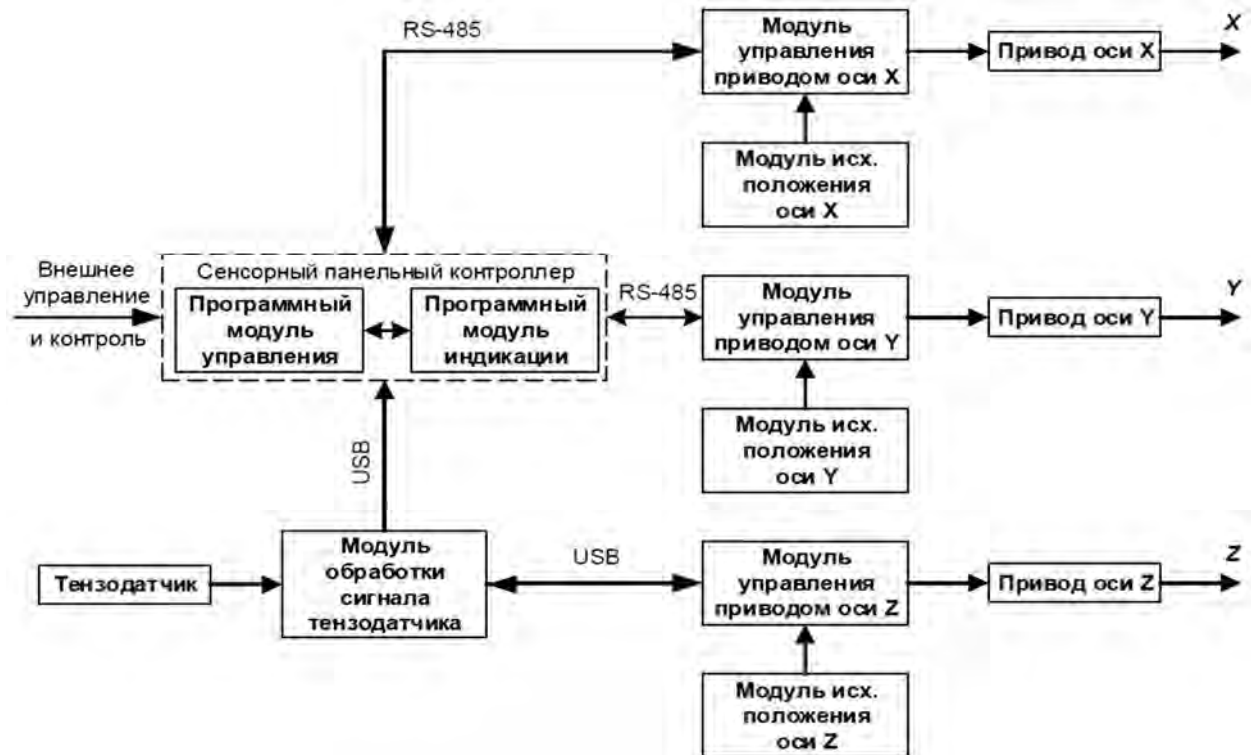 RS-485
Модуль
управления
приводом оси X
Привод оси X
X
Модуль исх.
положения
оси X
Внешнее
управление
и контроль
Сенсорный панельный контроллер
Программный
модуль
управления
Программный
модуль
индикации
RS-485
Модуль
управления
приводом оси Y
Привод оси Y
Y
Модуль исх.
положения
оси Y
USB
Тензодатчик
Модуль
обработки
сигнала
тензодатчика
USB
Модуль
управления
приводом оси Z
Привод оси Z
Z
Модуль исх.
положения
оси Z